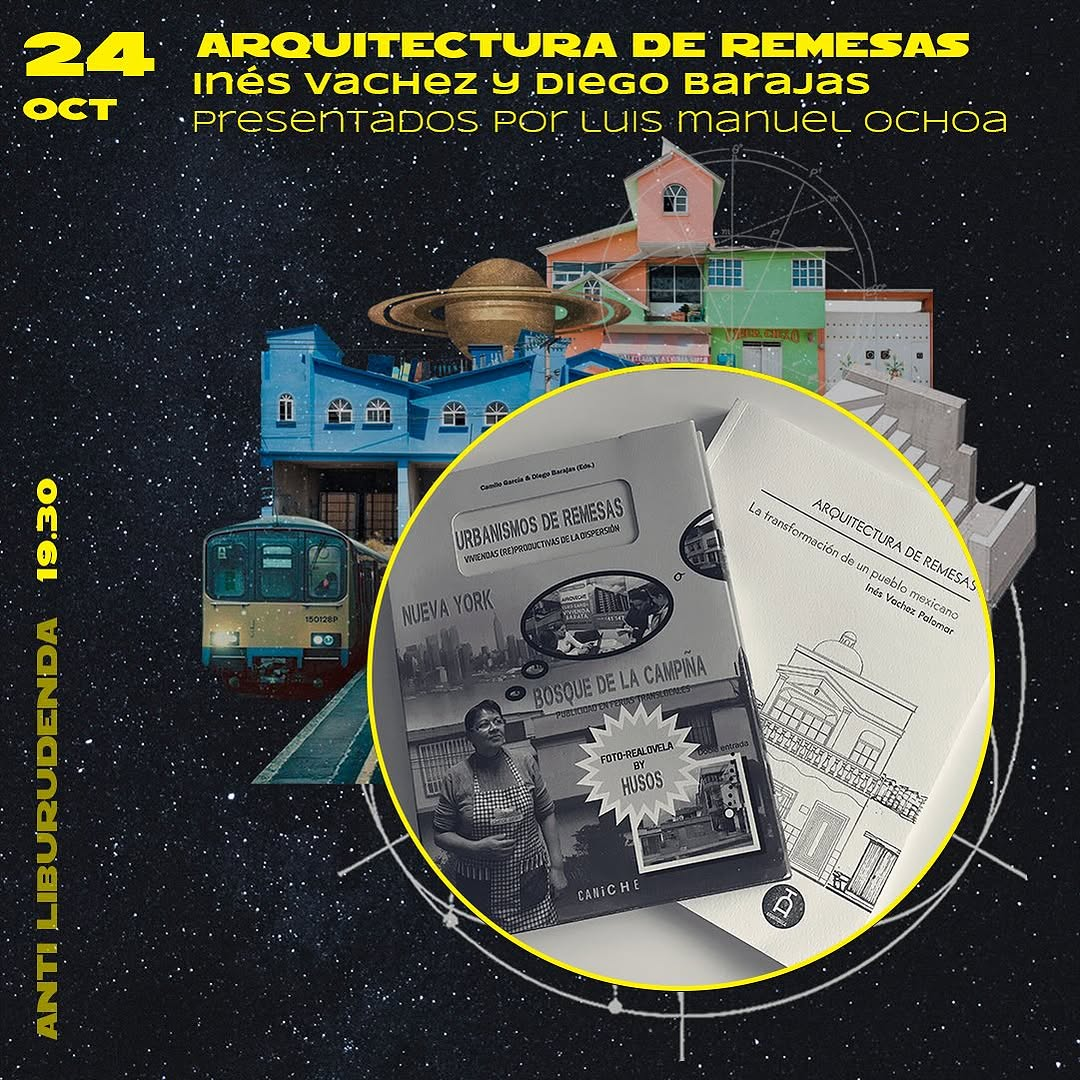 24
OCT
ARQUITECTURA DE REMESAS
Inés Vachez y Diego Barajas
Presentados por Luis Manuel Ochoa
ANTI LIBURUDENDA 19.30
Camilo García & Diego Barajas (Eds.)
URBANISMOS DE REMESAS
VIVIENDAS (RE)PRODUCTIVAS DE LA DISPERSIÓN
NUEVA YORK
BOSQUE DE LA CAMPIÑA
PUBLICIDAD EN FERIAS TRANSLOCALES
FOTO-REALOVELA
BY
HUSOS
Doble entrada
CANICHE
ARQUITECTURA DE REMESAS
La transformación de un pueblo mexicano
Inés Vachez Palomar
150128P